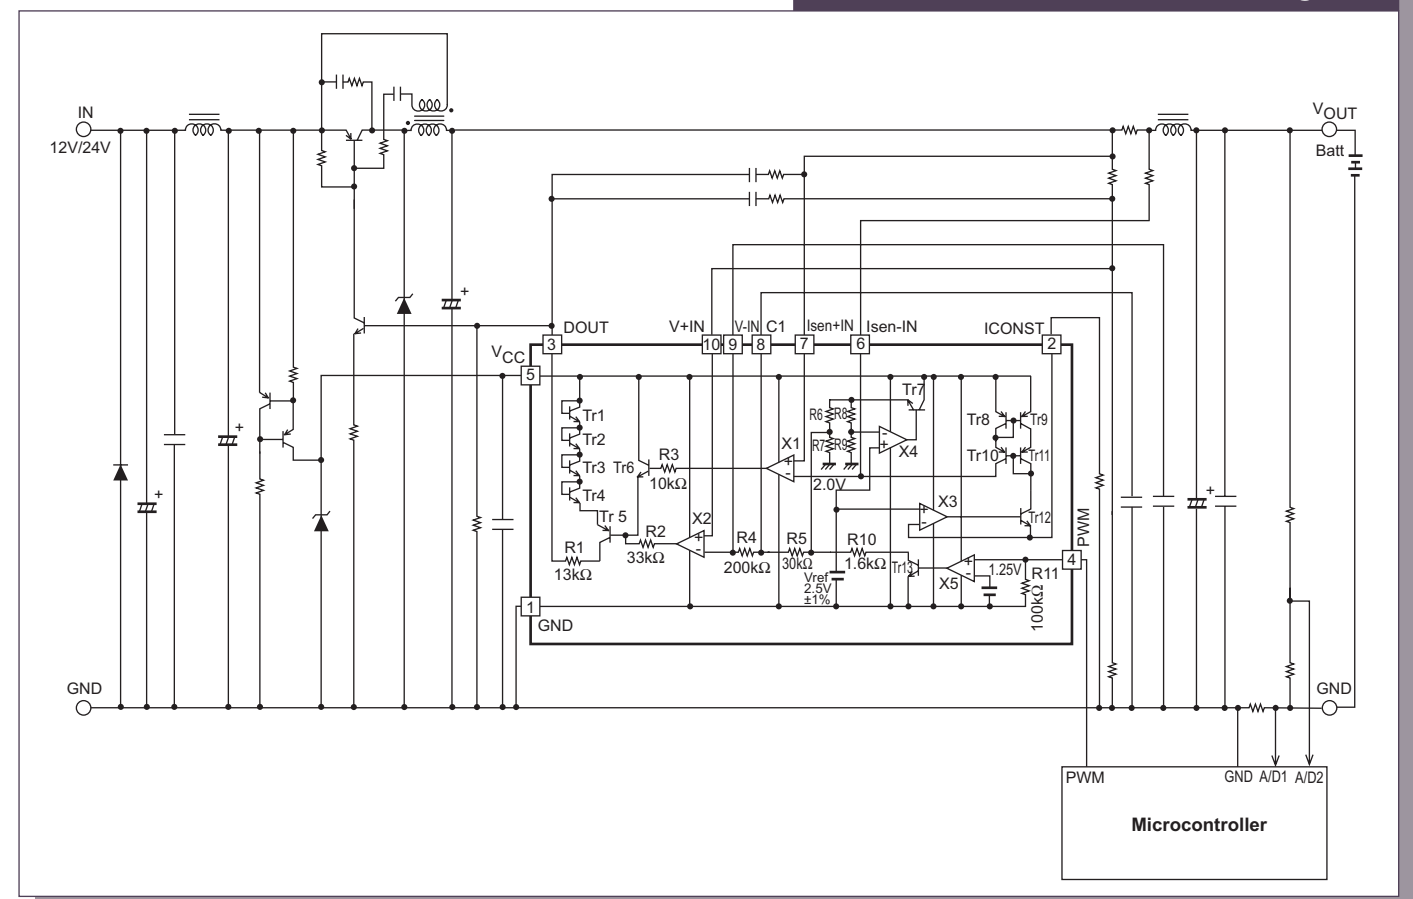 IN
12V/24V
VOUT
Batt
+
+
+
+
DOUT
V+IN
V-IN
C1
Isen+IN
Isen-IN
ICONST
3
10
9
8
7
6
2
VCC
5
Tr1
Tr2
Tr3
Tr4
Tr 5
Tr6
R3
10kΩ
X1
+
-
R6
R8
R7
R9
2.0V
Tr7
-
+
X4
Tr8
Tr9
Tr10
Tr11
Tr12
X3
+
-
X2
+
-
R1
13kΩ
R2
33kΩ
R4
200kΩ
R5
30kΩ
R10
1.6kΩ
Vref
2.5V
±1%
Tr13
X5
+
-
1.25V
R11
100kΩ
PWM
4
1
GND
GND
GND
PWM
GND
A/D1
A/D2
Microcontroller